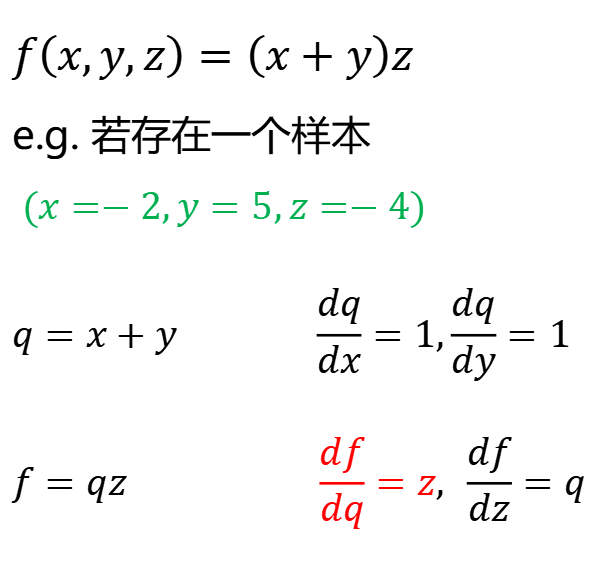 f(x, y, z) = (x + y)z
e.g. 若存在一个样本
(x =− 2, y = 5, z =− 4)
q = x + y
dq/dx = 1, dq/dy = 1
f = qz
df/dq = z, df/dz = q